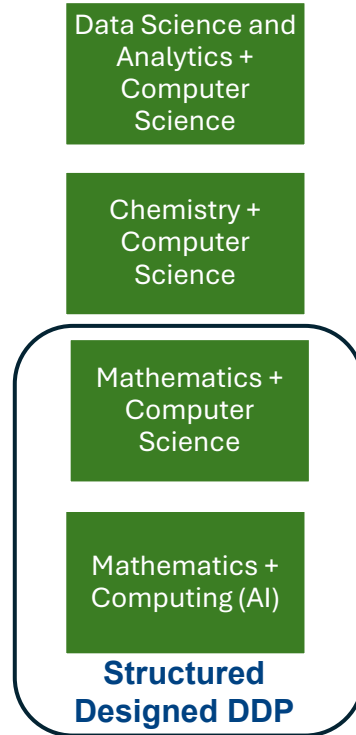 Data Science and
Analytics +
Computer
Science
Chemistry +
Computer
Science
Mathematics +
Computer
Science
Mathematics +
Computing (AI)
Structured
Designed DDP